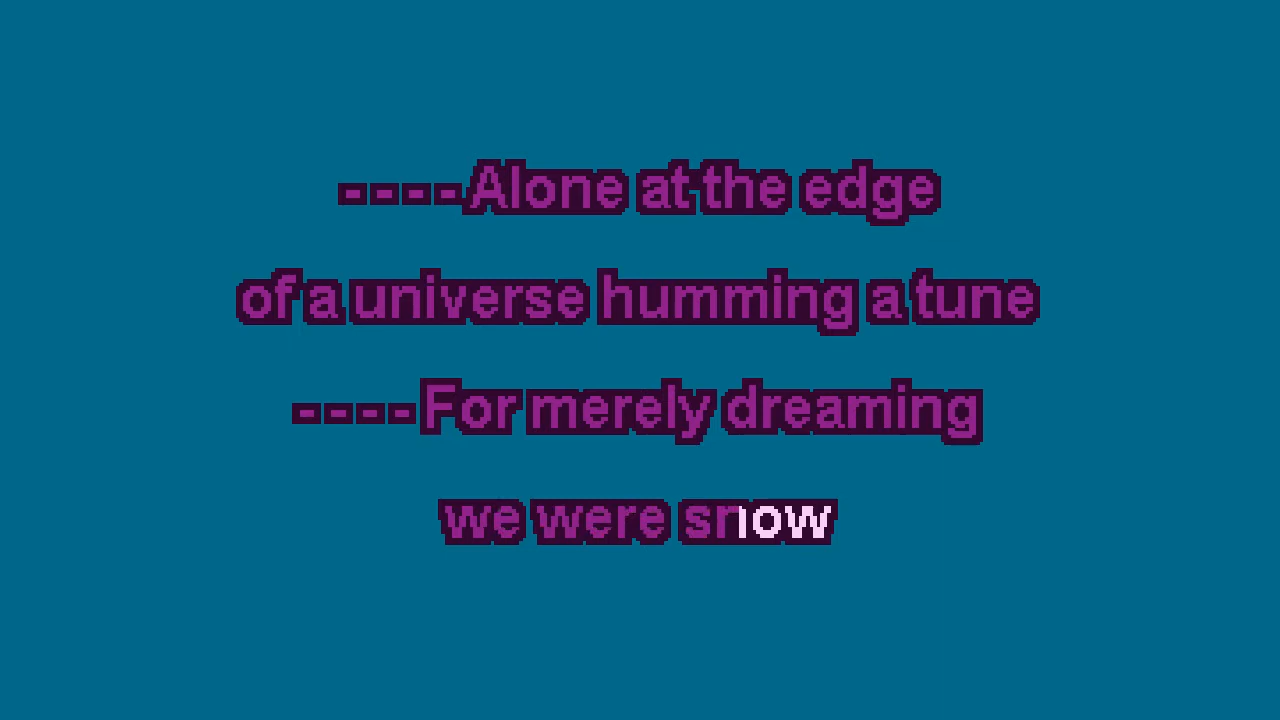 ----Alone at the edge
of a universe humming a tune
----For merely dreaming
we were snow